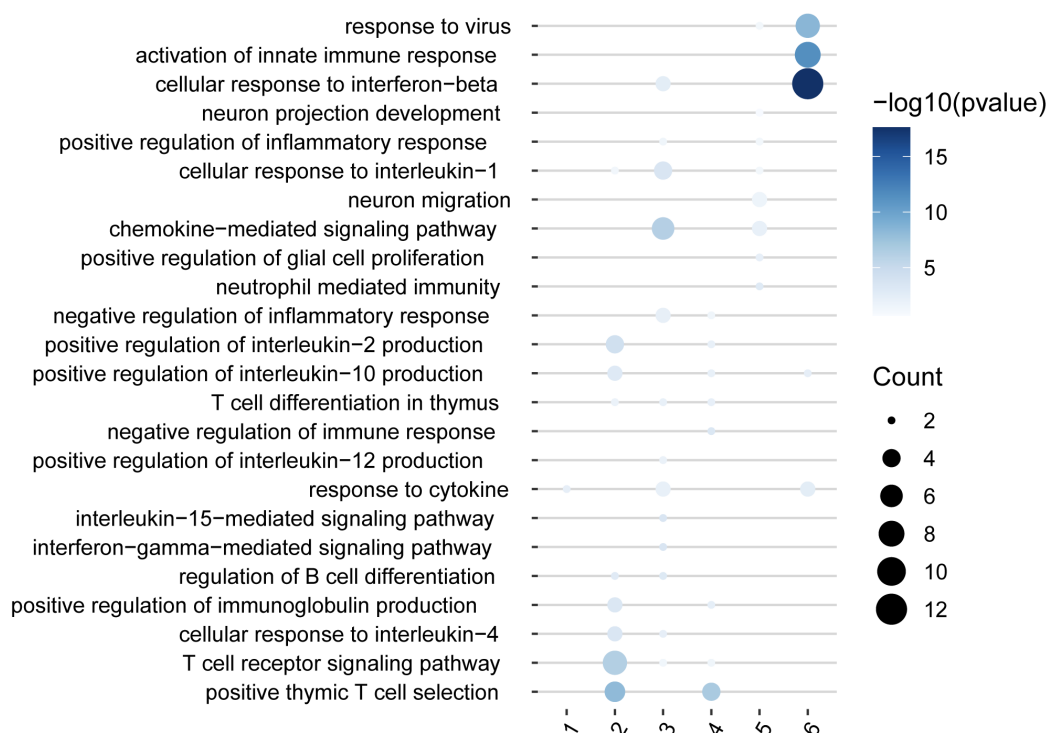 response to virus
activation of innate immune response
cellular response to interferon−beta
neuron projection development
positive regulation of inflammatory response
cellular response to interleukin−1
neuron migration
chemokine−mediated signaling pathway
positive regulation of glial cell proliferation
neutrophil mediated immunity
negative regulation of inflammatory response
positive regulation of interleukin−2 production
positive regulation of interleukin−10 production
T cell differentiation in thymus
negative regulation of immune response
positive regulation of interleukin−12 production
response to cytokine
interleukin−15−mediated signaling pathway
interferon−gamma−mediated signaling pathway
regulation of B cell differentiation
positive regulation of immunoglobulin production
cellular response to interleukin−4
T cell receptor signaling pathway
positive thymic T cell selection
1 2 3 4 5 6
−log10(pvalue)
15
10
5
Count
2
4
6
8
10
12